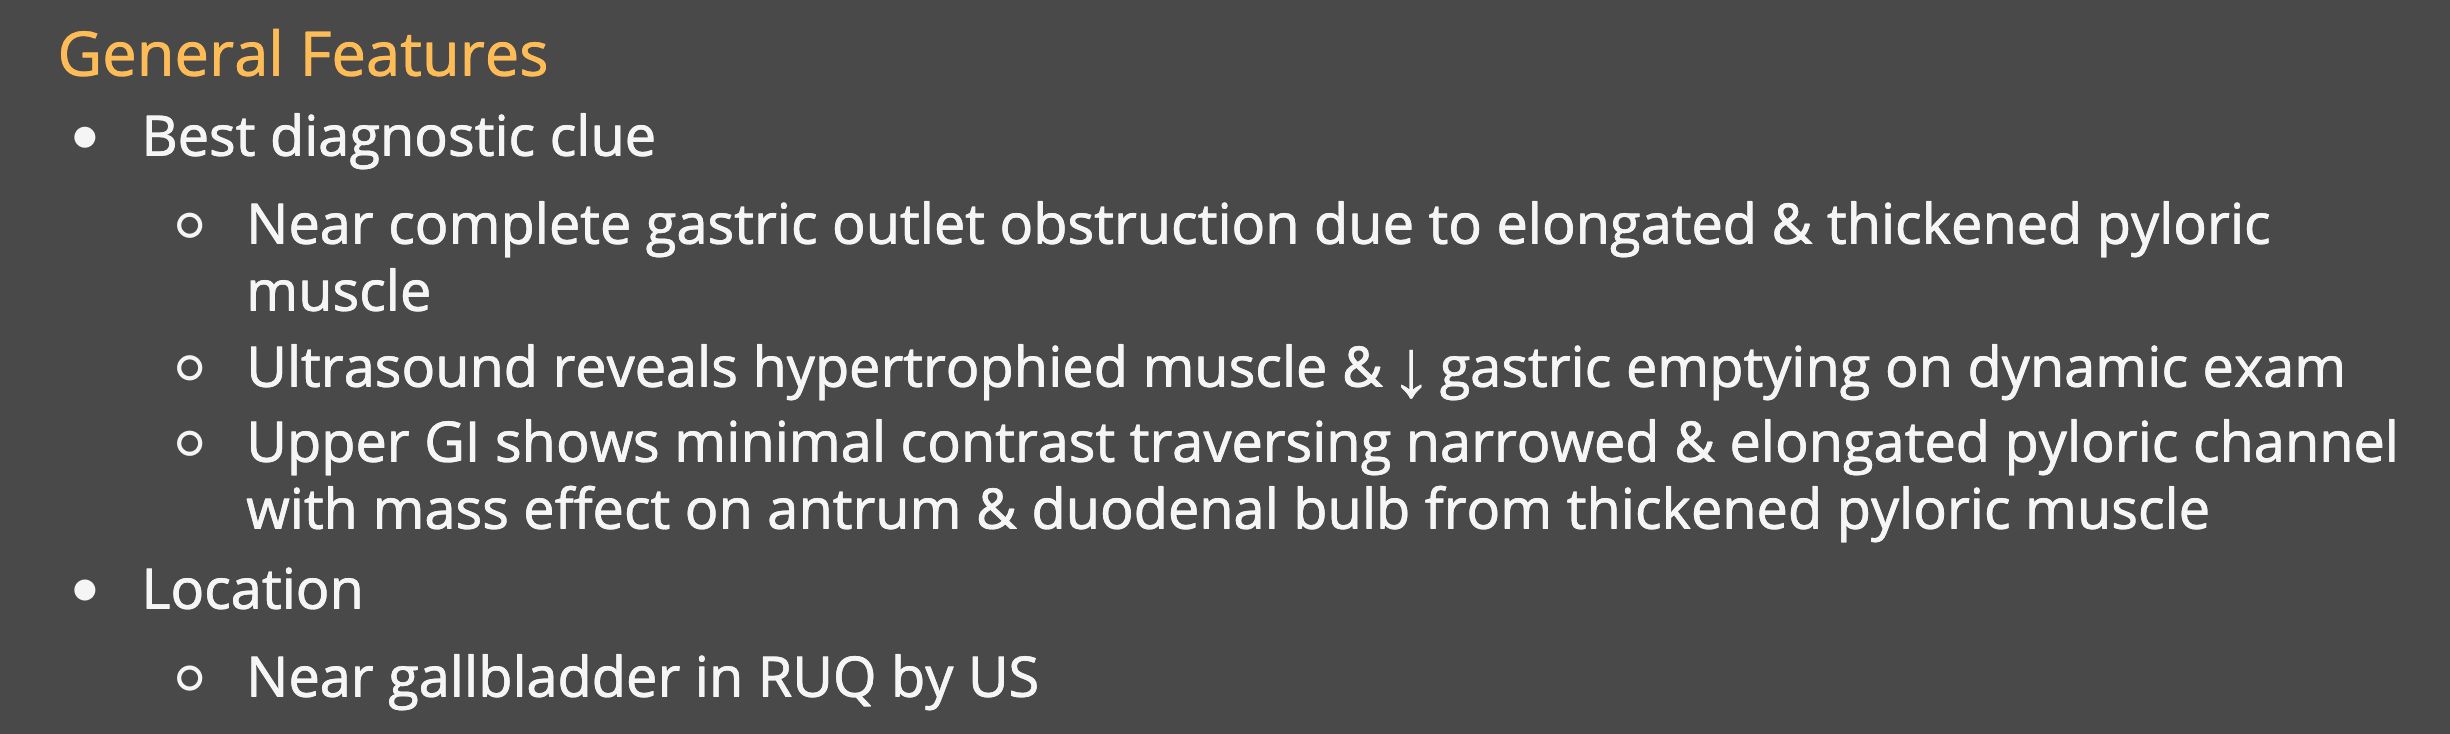 General Features
• Best diagnostic clue
○ Near complete gastric outlet obstruction due to elongated & thickened pyloric
muscle
○ Ultrasound reveals hypertrophied muscle & ↓ gastric emptying on dynamic exam
○ Upper GI shows minimal contrast traversing narrowed & elongated pyloric channel
with mass effect on antrum & duodenal bulb from thickened pyloric muscle
• Location
○ Near gallbladder in RUQ by US